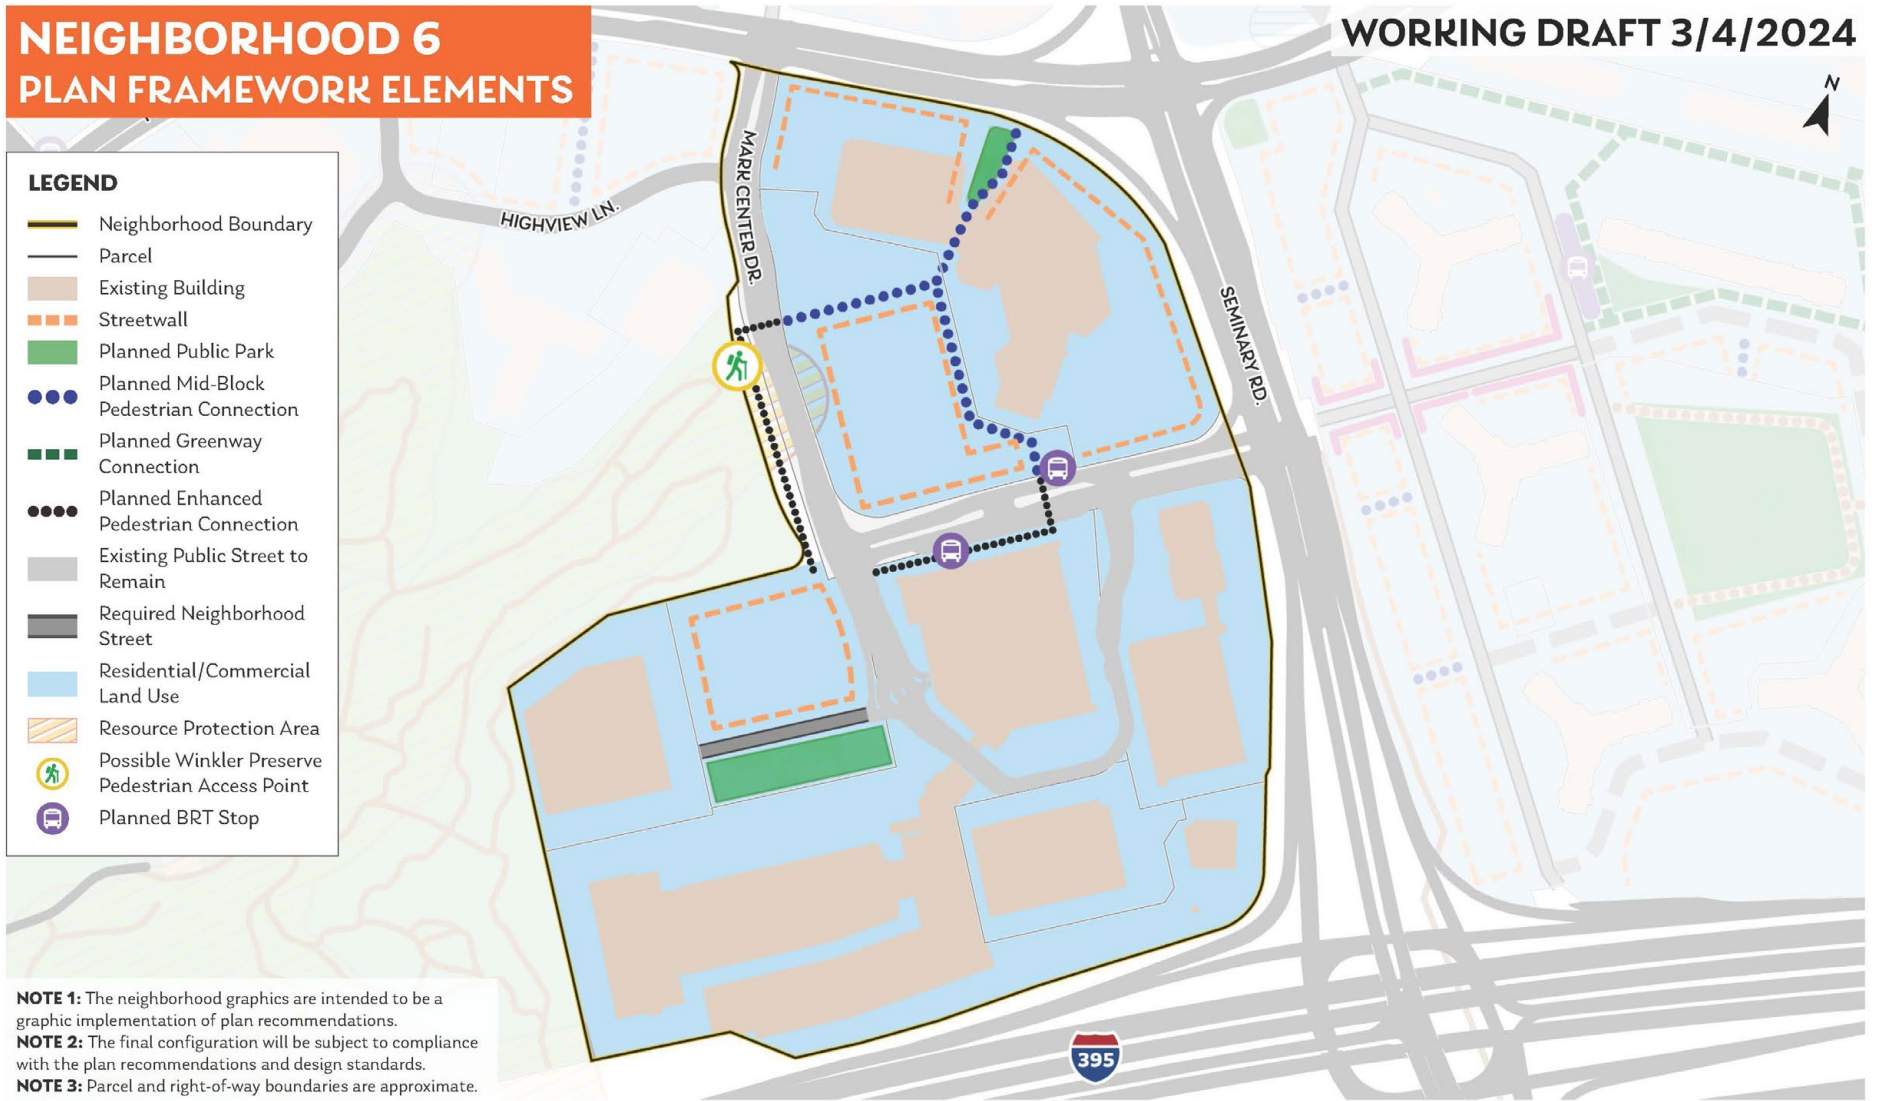 NEIGHBORHOOD 6
PLAN FRAMEWORK ELEMENTS
WORKING DRAFT 3/4/2024
N
LEGEND
Neighborhood Boundary
Parcel
Existing Building
Streetwall
Planned Public Park
Planned Mid-Block
Pedestrian Connection
Planned Greenway
Connection
Planned Enhanced
Pedestrian Connection
Existing Public Street to
Remain
Required Neighborhood
Street
Residential/Commercial
Land Use
Resource Protection Area
Possible Winkler Preserve
Pedestrian Access Point
Planned BRT Stop
HIGHVIEW LN.
MARK CENTER DR.
SEMINARY RD.
395
NOTE 1: The neighborhood graphics are intended to be a
graphic implementation of plan recommendations.
NOTE 2: The final configuration will be subject to compliance
with the plan recommendations and design standards.
NOTE 3: Parcel and right-of-way boundaries are approximate.